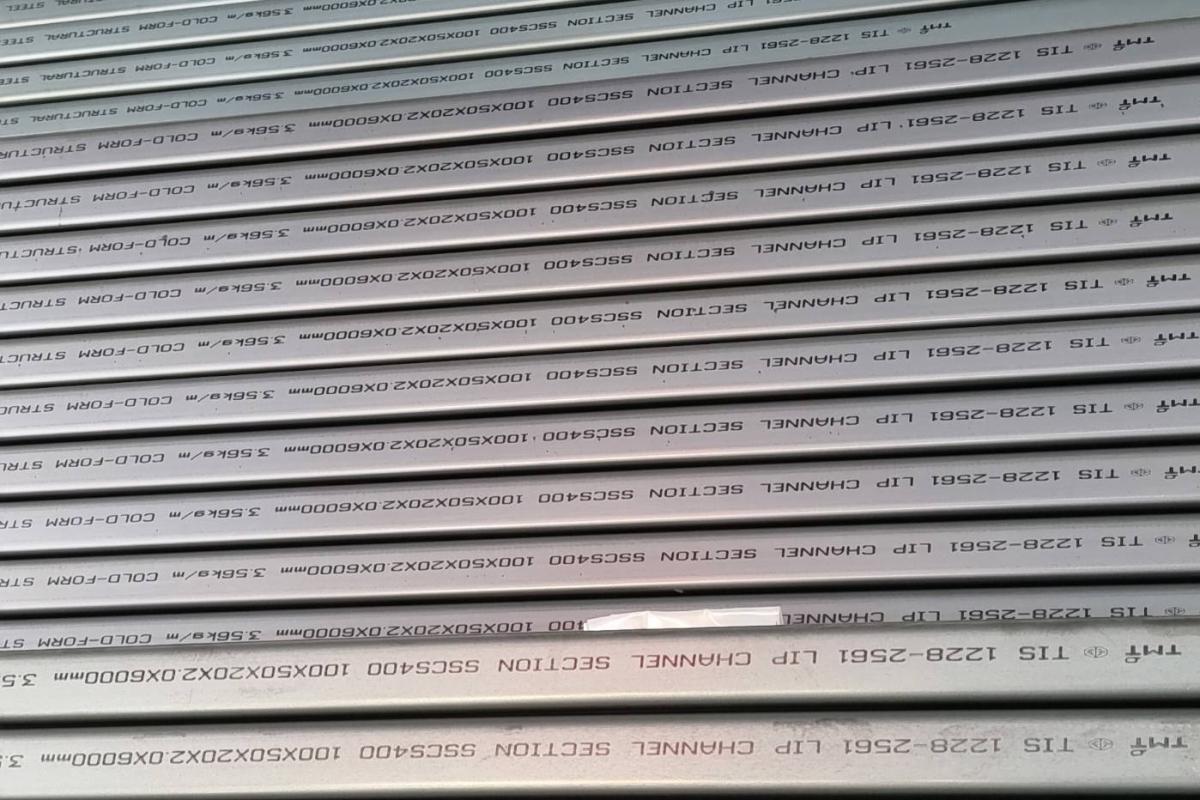 TMT TIS 1228-2561 LIP CHANNEL SECTION SSCS400 100X50X20X2.0X6000mm
TMT TIS 1228-2561 LIP CHANNEL SECTION SSCS400 100X50X20X2.0X6000mm
TIS 1228-2561 LIP CHANNEL 100X50X20X2.0X6000mm 3.56kg/m COLD-FORM
TIS 1228-2561 LIP CHANNEL SECTION SSCS400 100X50X20X2.0X6000mm 3.56kg/m COLD-FORM
TMT TIS 1228-2561 LIP CHANNEL SECTION SSCS400 100X50X20X2.0X6000mm 3.56kg/m COLD-FORM
TMT TIS 1228-2561 LIP CHANNEL SECTION SSCS400 100X50X20X2.0X6000mm 3.56kg/m COLD-FORM
TMT TIS 1228-2561 LIP CHANNEL SECTION SSCS400 100X50X20X2.0X6000mm 3.56kg/m COLD-FORM
TMT TIS 1228-2561 LIP CHANNEL SECTION SSCS400 100X50X20X2.0X6000mm 3.56kg/m COLD-FORM
TMT TIS 1228-2561 LIP CHANNEL SECTION SSCS400 100X50X20X2.0X6000mm 3.56kg/m COLD-FORM
TMT TIS 1228-2561 LIP CHANNEL SECTION SSCS400 100X50X20X2.0X6000mm 3.56kg/m COLD-FORM
TMT TIS 1228-2561 LIP CHANNEL SECTION SSCS400 100X50X20X2.0X6000mm 3.56kg/m COLD-FORM
TMT TIS 1228-2561 LIP CHANNEL SECTION SSCS400 100X50X20X2.0X6000mm 3.56kg/m COLD-FORM
TMT TIS 1228-2561 LIP CHANNEL SECTION SSCS400 100X50X20X2.0X6000mm 3.56kg/m COLD-FORM STRUCTURAL
LIP CHANNEL SECTION SSCS400 100X50X20X2.0X6000mm 3.56kg/m COLD-FORM STRUCTURAL
100X50X20X2.0X6000mm 3.56kg/m COLD-FORM STRUCTURAL STEEL
STEEL